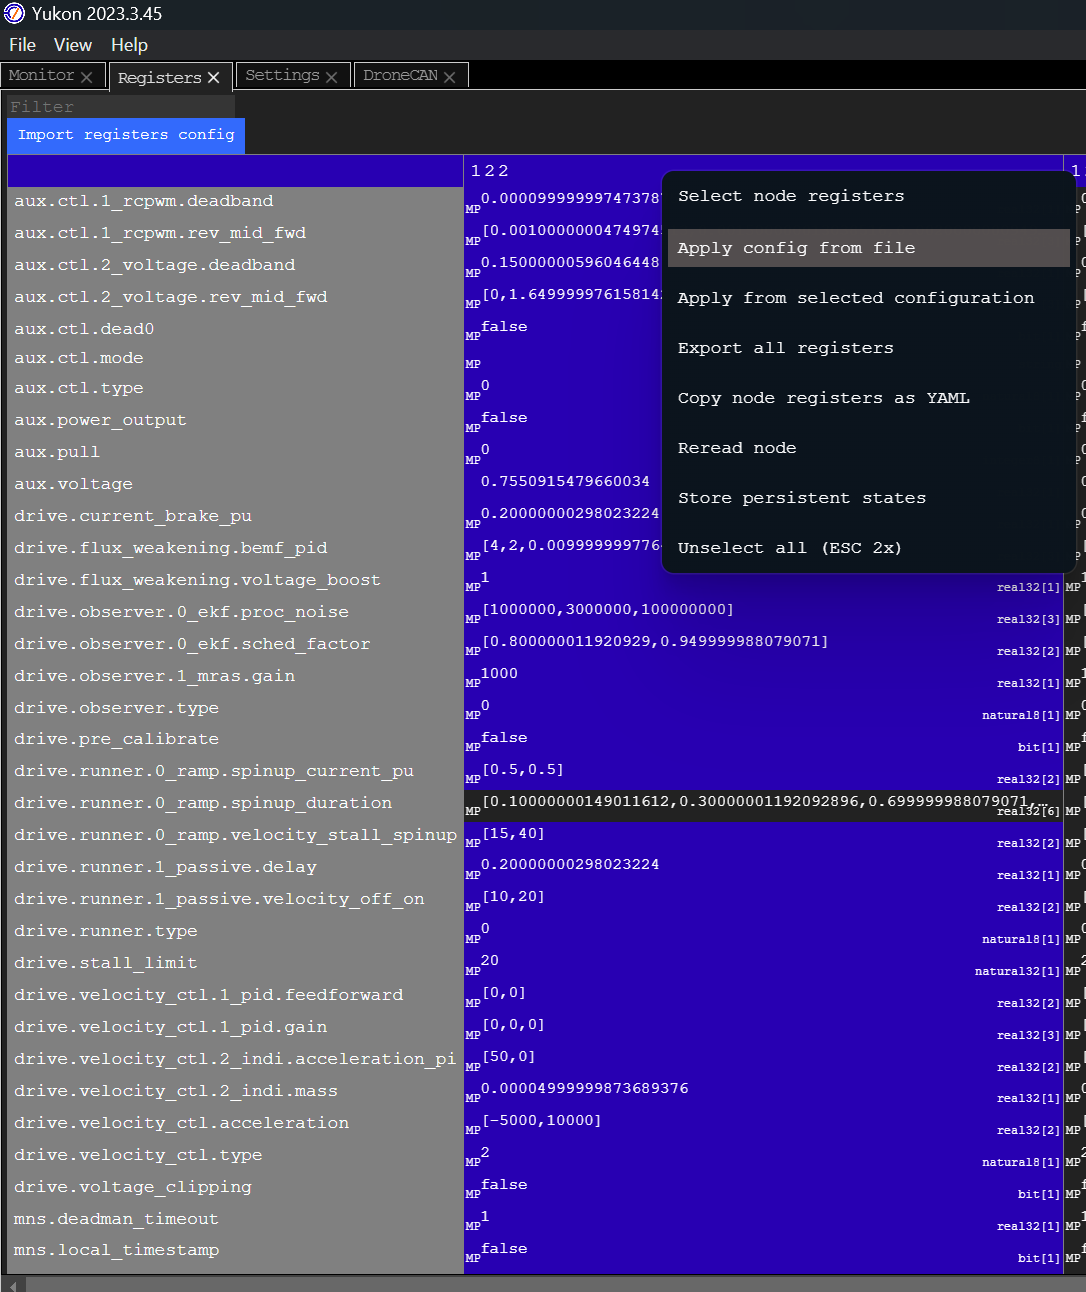 Yukon 2023.3.45
File View Help
Monitor Registers Settings DroneCAN
Filter
Import registers config
122
aux.ctl.1_rcpwm.deadband MP 0.000099999997473787
aux.ctl.1_rcpwm.rev_mid_fwd MP [0.0010000000474974
aux.ctl.2_voltage.deadband MP 0.15000000596046448
aux.ctl.2_voltage.rev_mid_fwd MP [0,1.649999976158142
aux.ctl.dead0 MP false
aux.ctl.mode MP
aux.ctl.type MP 0
aux.power_output MP false
aux.pull MP 0
aux.voltage 0.7550915479660034
drive.current_brake_pu MP 0.20000000298023224
drive.flux_weakening.bemf_pid MP [4,2,0.009999999776
drive.flux_weakening.voltage_boost MP 1 real32[1] MP
drive.observer.0_ekf.proc_noise MP [1000000,3000000,100000000] real32[3] MP
drive.observer.0_ekf.sched_factor MP [0.800000011920929,0.949999988079071] real32[2] MP
drive.observer.1_mras.gain MP 1000 real32[1] MP
drive.observer.type MP 0 natural8[1] MP
drive.pre_calibrate MP false bit[1] MP
drive.runner.0_ramp.spinup_current_pu MP [0.5,0.5] real32[2] MP
drive.runner.0_ramp.spinup_duration MP [0.10000000149011612,0.30000001192092896,0.699999988079071,… real32[6] MP
drive.runner.0_ramp.velocity_stall_spinup MP [15,40] real32[2] MP
drive.runner.1_passive.delay MP 0.20000000298023224 real32[1] MP
drive.runner.1_passive.velocity_off_on MP [10,20] real32[2] MP
drive.runner.type MP 0 natural8[1] MP
drive.stall_limit MP 20 natural32[1] MP
drive.velocity_ctl.1_pid.feedforward MP [0,0] real32[2] MP
drive.velocity_ctl.1_pid.gain MP [0,0,0] real32[3] MP
drive.velocity_ctl.2_indi.acceleration_pi MP [50,0] real32[2] MP
drive.velocity_ctl.2_indi.mass MP 0.00004999999873689376 real32[1] MP
drive.velocity_ctl.acceleration MP [-5000,10000] real32[2] MP
drive.velocity_ctl.type MP 2 natural8[1] MP
drive.voltage_clipping MP false bit[1] MP
mns.deadman_timeout MP 1 real32[1] MP
mns.local_timestamp MP false bit[1] MP
Select node registers
Apply config from file
Apply from selected configuration
Export all registers
Copy node registers as YAML
Reread node
Store persistent states
Unselect all (ESC 2x)